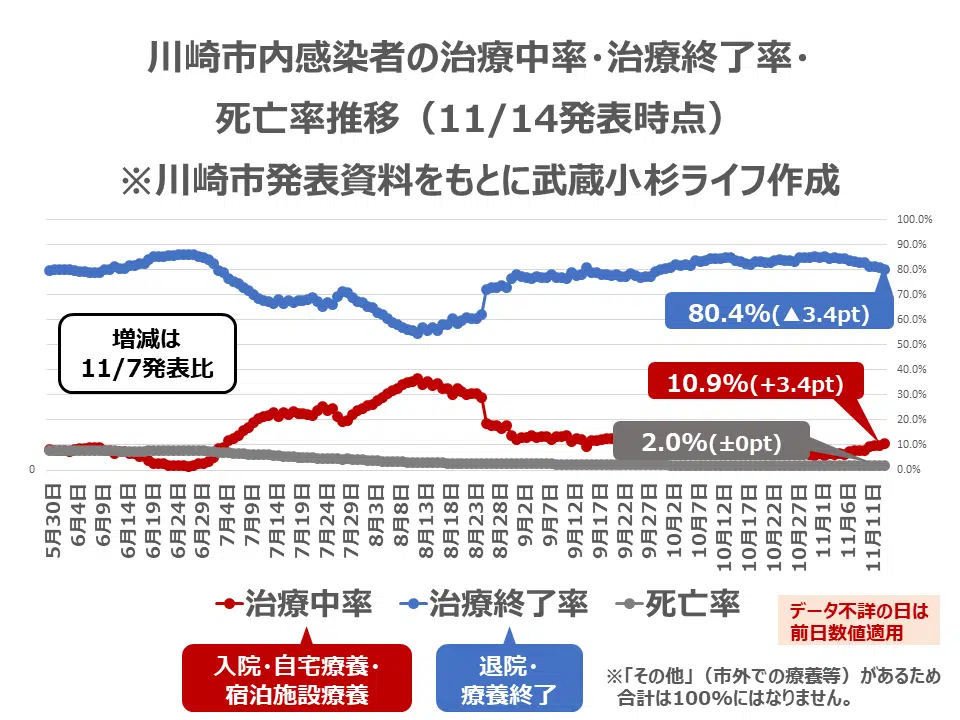 川崎市内感染者の治療中率･治療終了率･
死亡率推移（11/14発表時点）
※川崎市発表資料をもとに武蔵小杉ライフ作成
100.0%
90.0%
80.0%
70.0%
60.0%
50.0%
40.0%
30.0%
20.0%
10.0%
0.0%
0
80.4%(▲3.4pt)
増減は
11/7発表比
10.9%(+3.4pt)
2.0%(±0pt)
5月30日
6月4日
6月9日
6月14日
6月19日
6月24日
6月29日
7月4日
7月9日
7月14日
7月19日
7月24日
7月29日
8月3日
8月8日
8月13日
8月18日
8月23日
8月28日
9月2日
9月7日
9月12日
9月17日
9月22日
9月27日
10月2日
10月7日
10月12日
10月17日
10月22日
10月27日
11月1日
11月6日
11月11日
治療中率
治療終了率
死亡率
入院･自宅療養･
宿泊施設療養
退院･
療養終了
データ不詳の日は
前日数値適用
※｢その他｣（市外での療養等）があるため
合計は100%にはなりません。